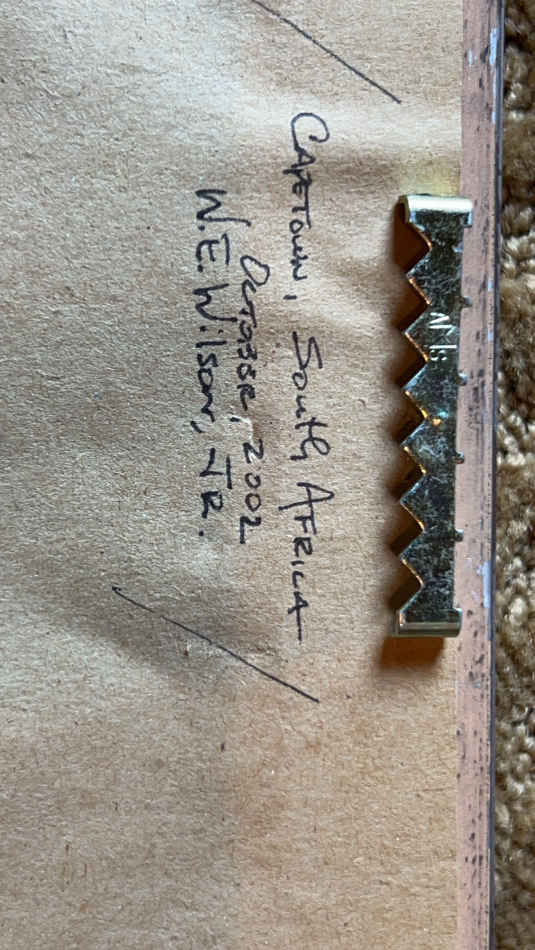 CAPETOWN, SOUTH AFRICA
OCTOBER, 2002
W.E. Wilson, JR.